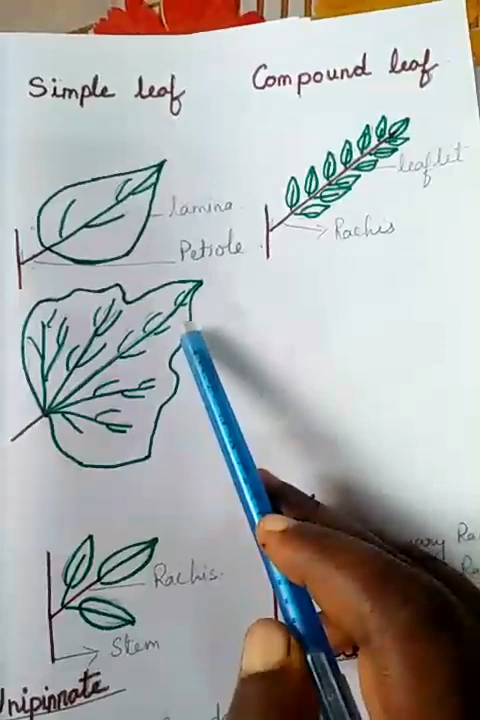 Simple leaf
Compound leaf
lamina
Petiole
leaflet
Rachis
Rachis
Stem
Unipinnate